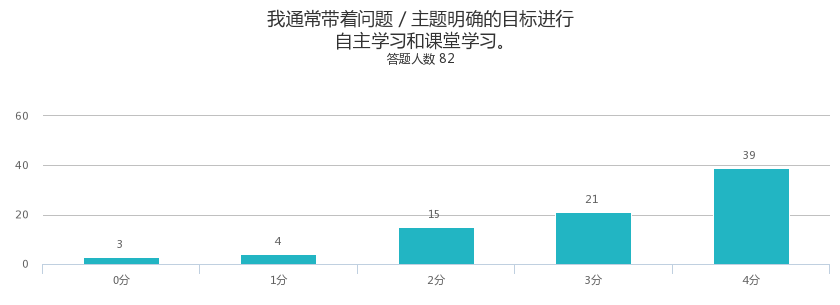 我通常带着问题 / 主题明确的目标进行
自主学习和课堂学习。
答题人数 82
60
40
20
0
3
4
15
21
39
0分
1分
2分
3分
4分